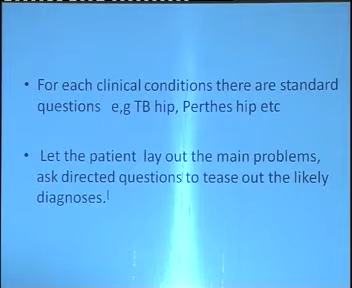 • For each clinical conditions there are standard
questions e,g TB hip, Perthes hip etc
• Let the patient lay out the main problems,
ask directed questions to tease out the likely
diagnoses.